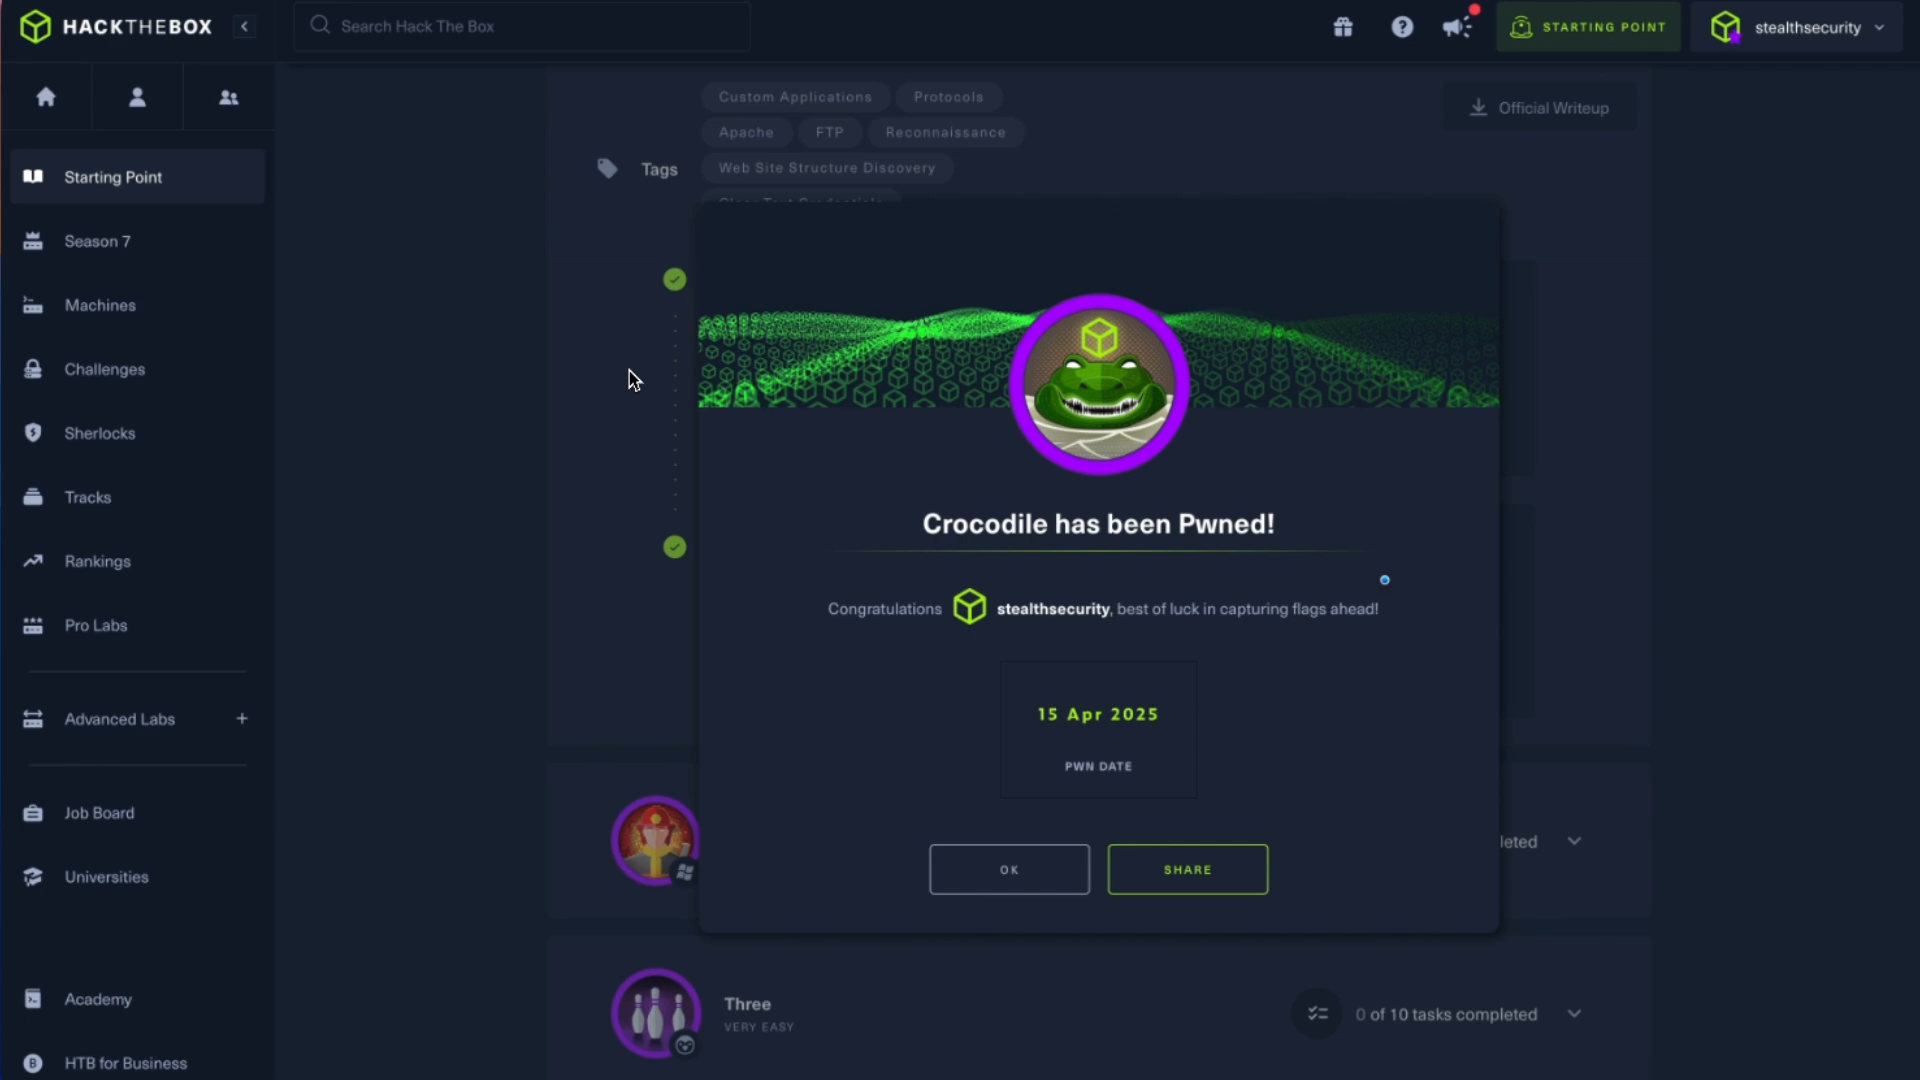 HACKTHEBOX
Search Hack The Box
STARTING POINT
stealthsecurity
Starting Point
Season 7
Machines
Challenges
Sherlocks
Tracks
Rankings
Pro Labs
Advanced Labs
Job Board
Universities
Academy
B HTB for Business
Tags
Custom Applications
Protocols
Apache
FTP
Reconnaissance
Web Site Structure Discovery
Clear Text Credentials
Official Writeup
Crocodile has been Pwned!
Congratulations stealthsecurity, best of luck in capturing flags ahead!
15 Apr 2025
PWN DATE
OK
SHARE
leted
Three
VERY EASY
0 of 10 tasks completed